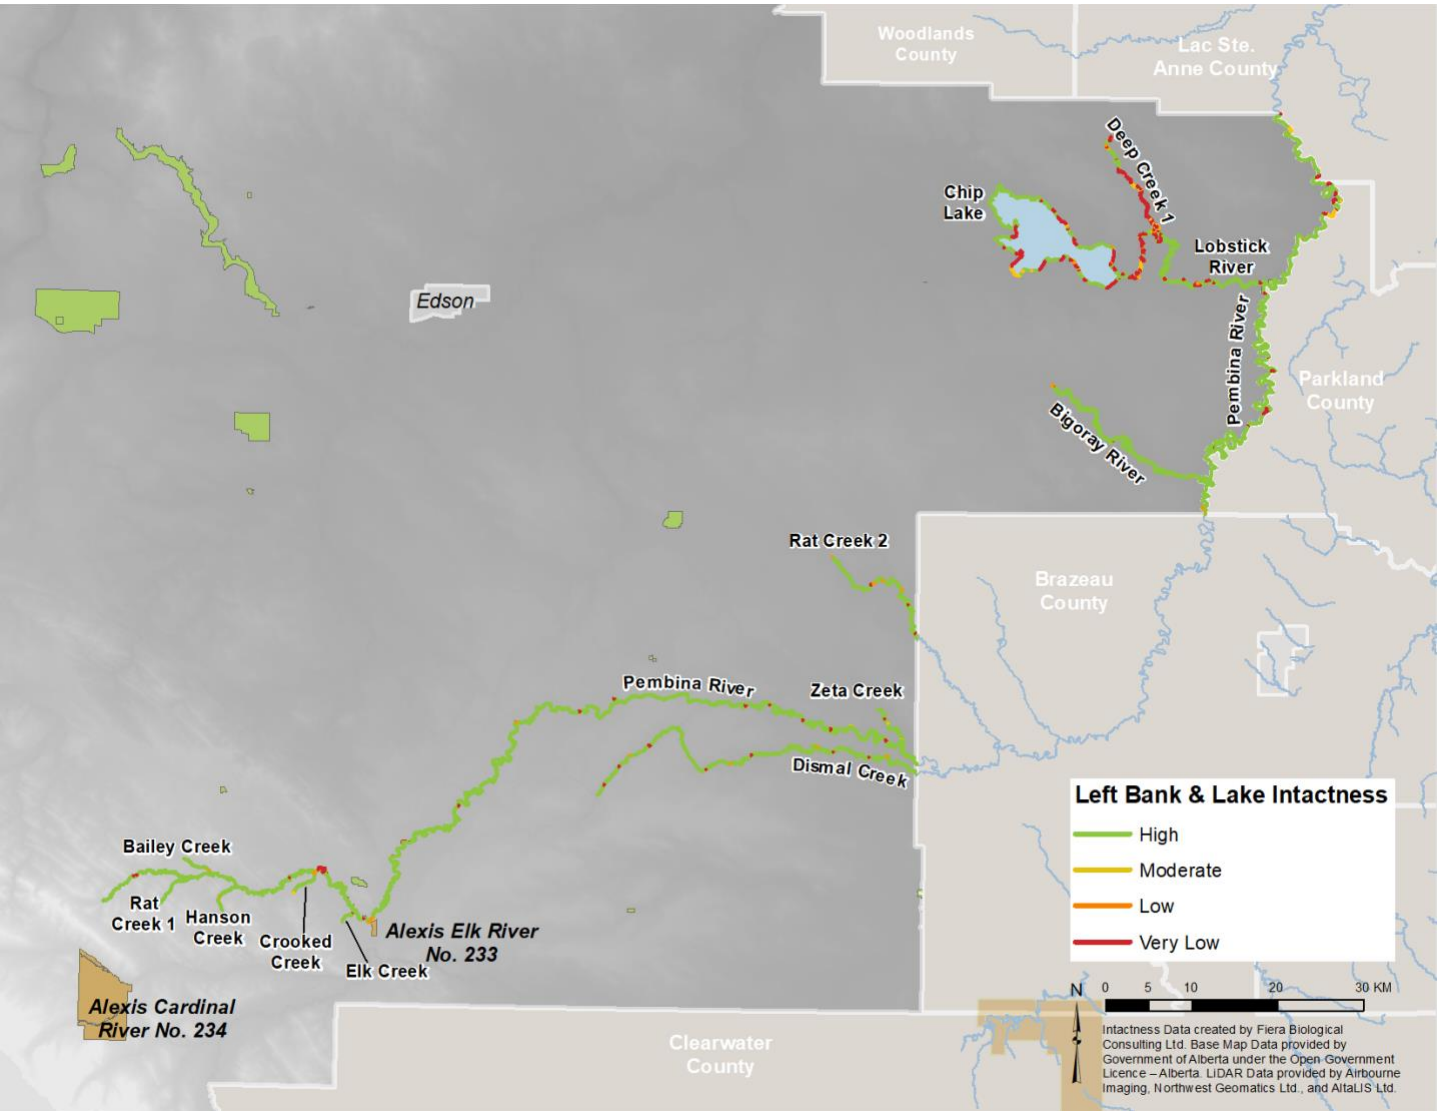 Woodlands
County
Lac Ste.
Anne County
Deep Creek 1
Chip
Lake
Lobstick
River
Edson
Pembina River
Parkland
County
Bigoray River
Rat Creek 2
Brazeau
County
Pembina River
Zeta Creek
Dismal Creek
Left Bank & Lake Intactness
High
Moderate
Low
Very Low
Bailey Creek
Rat
Creek 1
Hanson
Creek
Crooked
Creek
Elk Creek
Alexis Elk River
No. 233
Alexis Cardinal
River No. 234
Clearwater
County
N
0 5 10 20 30 KM
Intactness Data created by Fiera Biological
Consulting Ltd. Base Map Data provided by
Government of Alberta under the Open Government
Licence – Alberta. LiDAR Data provided by Airbourne
Imaging, Northwest Geomatics Ltd., and AltaLIS Ltd.